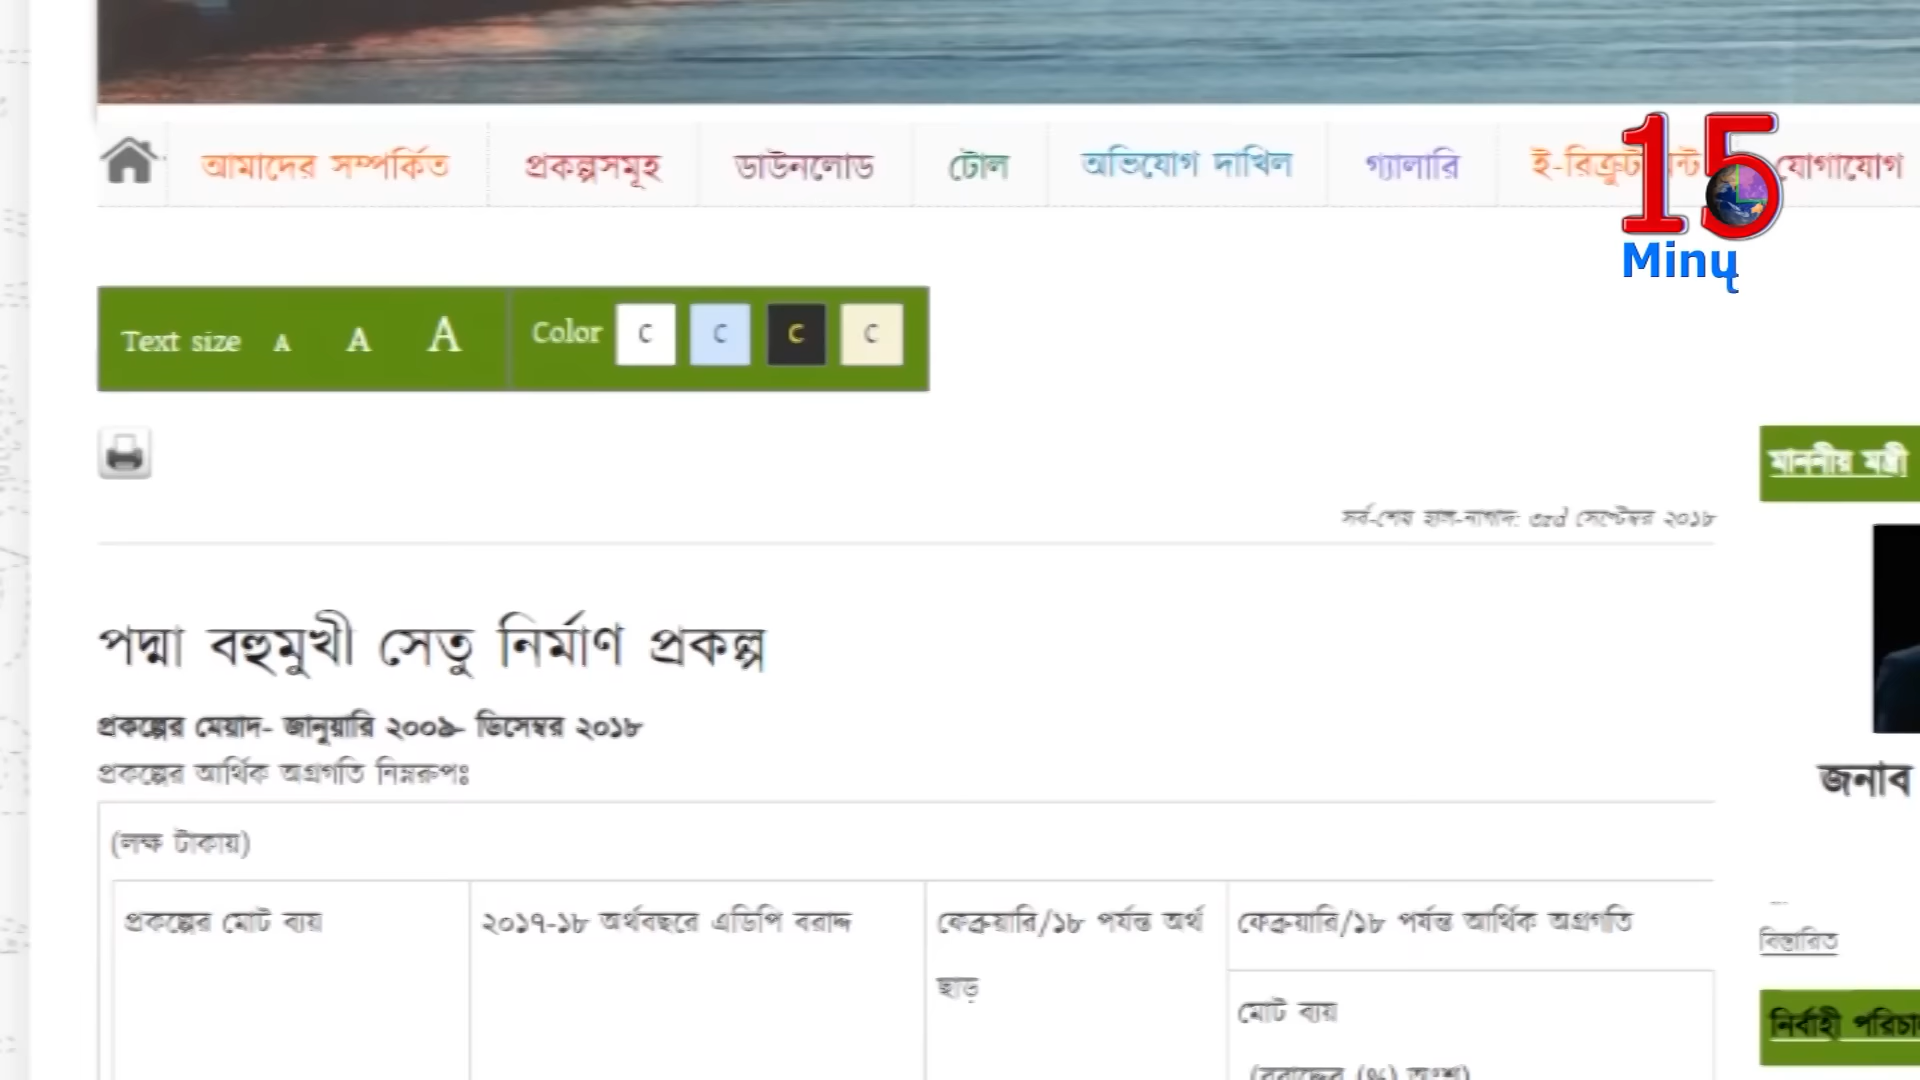 আমাদের সম্পর্কিত প্রকল্পসমূহ ডাউনলোড টোল অভিযোগ দাখিল গ্যালারি যোগাযোগ
15
Minų
Text size A A A Color C C C C
মাননীয় মন্ত্রী
সর্ব-শেষ হাল-নাগাদ: ৩rd সেপ্টেম্বর ২০১৮
পদ্মা বহুমুখী সেতু নির্মাণ প্রকল্প
প্রকল্পের মেয়াদ- জানুয়ারি ২০০৯- ডিসেম্বর ২০১৮
প্রকল্পের আর্থিক অগ্রগতি নিম্নরুপঃ
জনাব
(লক্ষ টাকায়)
প্রকল্পের মোট ব্যয় ২০১৭-১৮ অর্থবছরে এডিপি বরাদ্দ ফেব্রুয়ারি/১৮ পর্যন্ত অর্থ ফেব্রুয়ারি/১৮ পর্যন্ত আর্থিক অগ্রগতি
বিস্তারিত
ছাড়
মোট ব্যয়
নির্বাহী